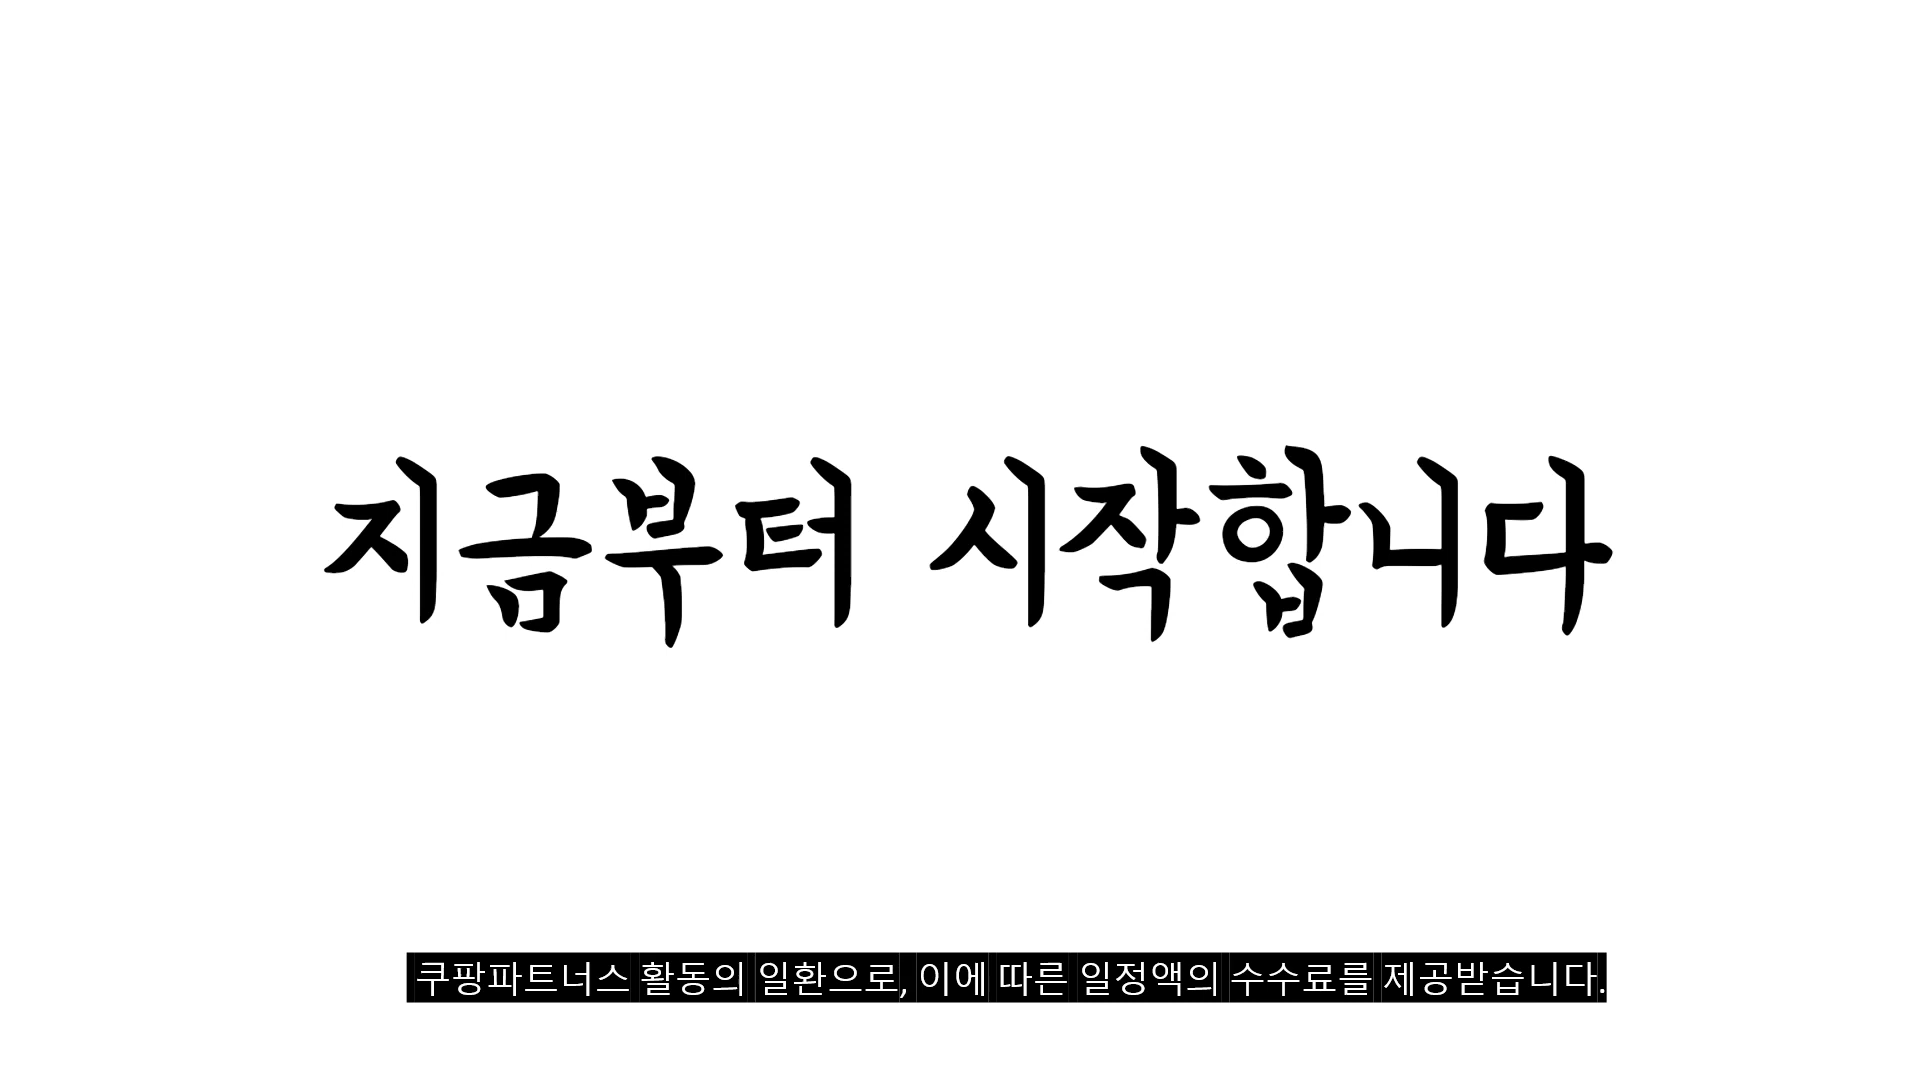 지금부터 시작합니다
쿠팡파트너스 활동의 일환으로, 이에 따른 일정액의 수수료를 제공받습니다.